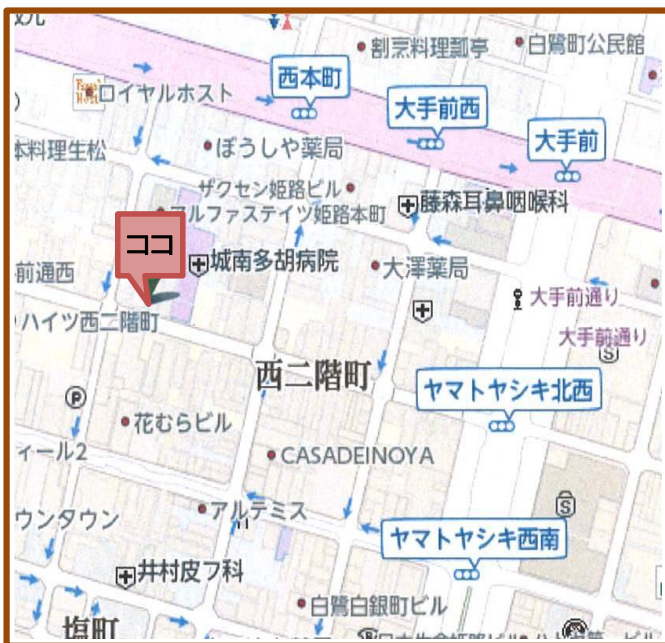 割烹料理瓢亭
白鷺町公民館
西本町
ロイヤルホスト
大手前西
大手前
本料理生松
ぼうしや薬局
ザクセン姫路ビル
藤森耳鼻咽喉科
アルファステイツ姫路本町
ココ
城南多胡病院
大澤薬局
前通西
大手前通り
ハイツ西二階町
大手前通り
西二階町
ヤマトヤシキ北西
P
花むらビル
ィール2
CASADEINOYA
S
アルテミス
ウンタウン
ヤマトヤシキ西南
井村皮フ科
白鷺白銀町ビル
塩町